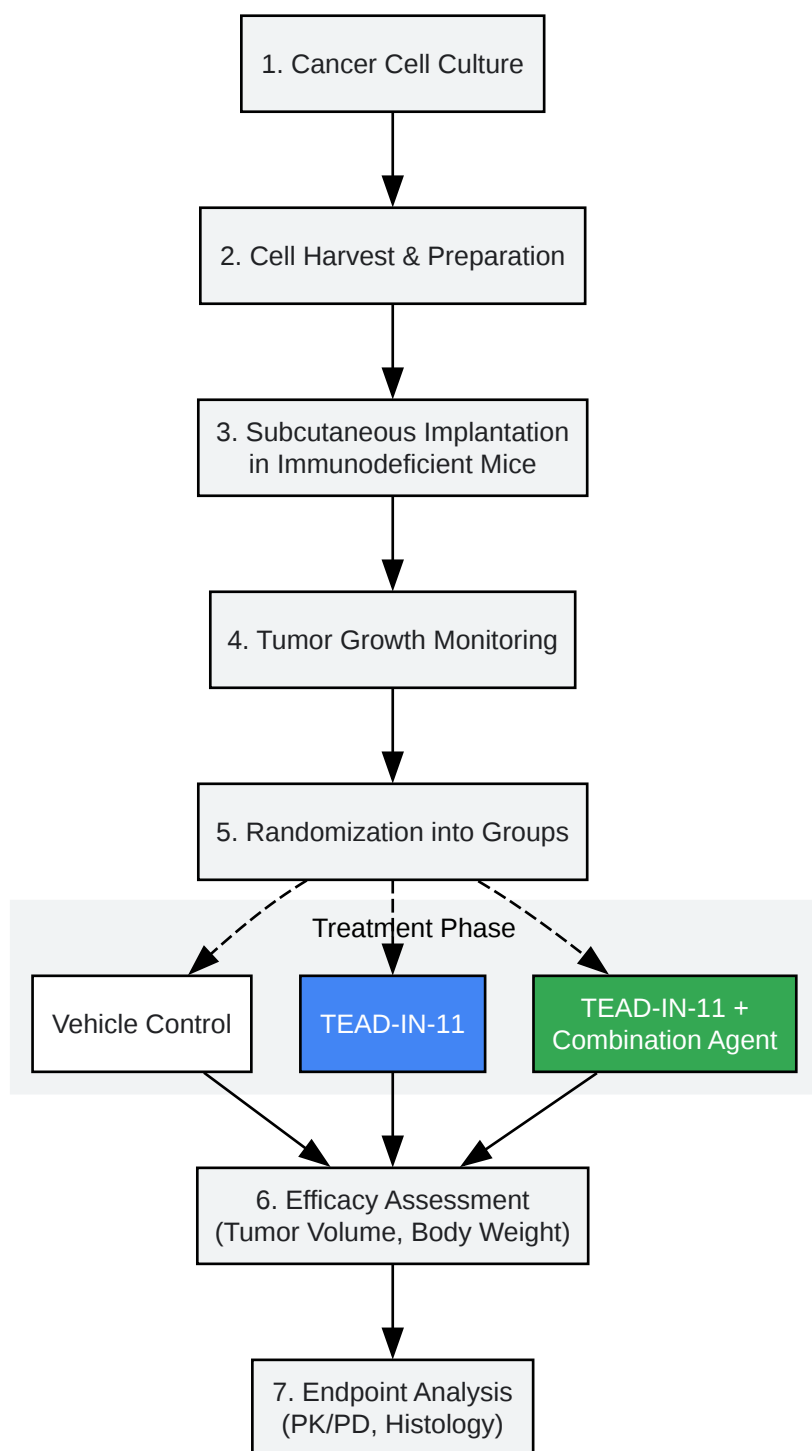 1. Cancer Cell Culture
2. Cell Harvest & Preparation
3. Subcutaneous Implantation
in Immunodeficient Mice
4. Tumor Growth Monitoring
5. Randomization into Groups
Treatment Phase
Vehicle Control
TEAD-IN-11
TEAD-IN-11 +
Combination Agent
6. Efficacy Assessment
(Tumor Volume, Body Weight)
7. Endpoint Analysis
(PK/PD, Histology)